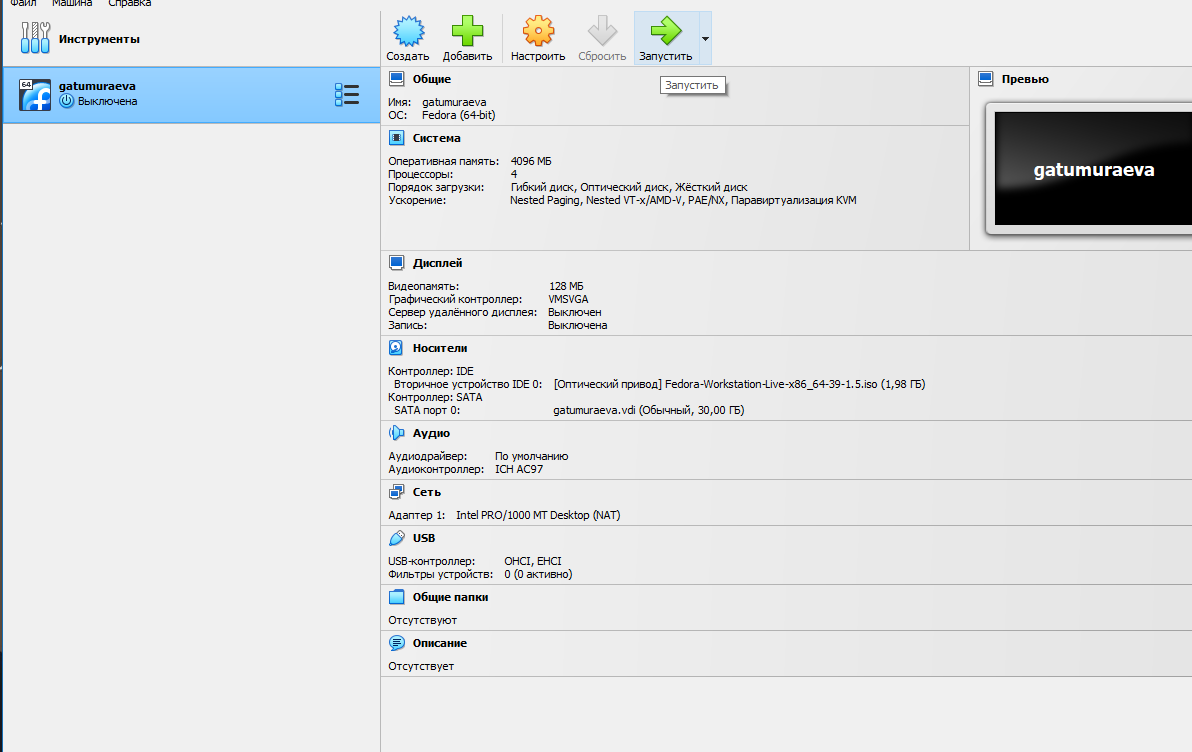 Файл Машина Справка
Инструменты
Создать Добавить Настроить Сбросить Запустить
Запустить
64
gatumuraeva
Выключена
Общие
Имя: gatumuraeva
ОС: Fedora (64-bit)
Превью
gatumuraeva
Система
Оперативная память: 4096 МБ
Процессоры: 4
Порядок загрузки: Гибкий диск, Оптический диск, Жёсткий диск
Ускорение: Nested Paging, Nested VT-x/AMD-V, PAE/NX, Паравиртуализация KVM
Дисплей
Видеопамять: 128 МБ
Графический контроллер: VMSVGA
Сервер удалённого дисплея: Выключен
Запись: Выключена
Носители
Контроллер: IDE
Вторичное устройство IDE 0: [Оптический привод] Fedora-Workstation-Live-x86_64-39-1.5.iso (1,98 ГБ)
Контроллер: SATA
SATA порт 0: gatumuraeva.vdi (Обычный, 30,00 ГБ)
Аудио
Аудиодрайвер: По умолчанию
Аудиоконтроллер: ICH AC97
Сеть
Адаптер 1: Intel PRO/1000 MT Desktop (NAT)
USB
USB-контроллер: OHCI, EHCI
Фильтры устройств: 0 (0 активно)
Общие папки
Отсутствуют
Описание
Отсутствует